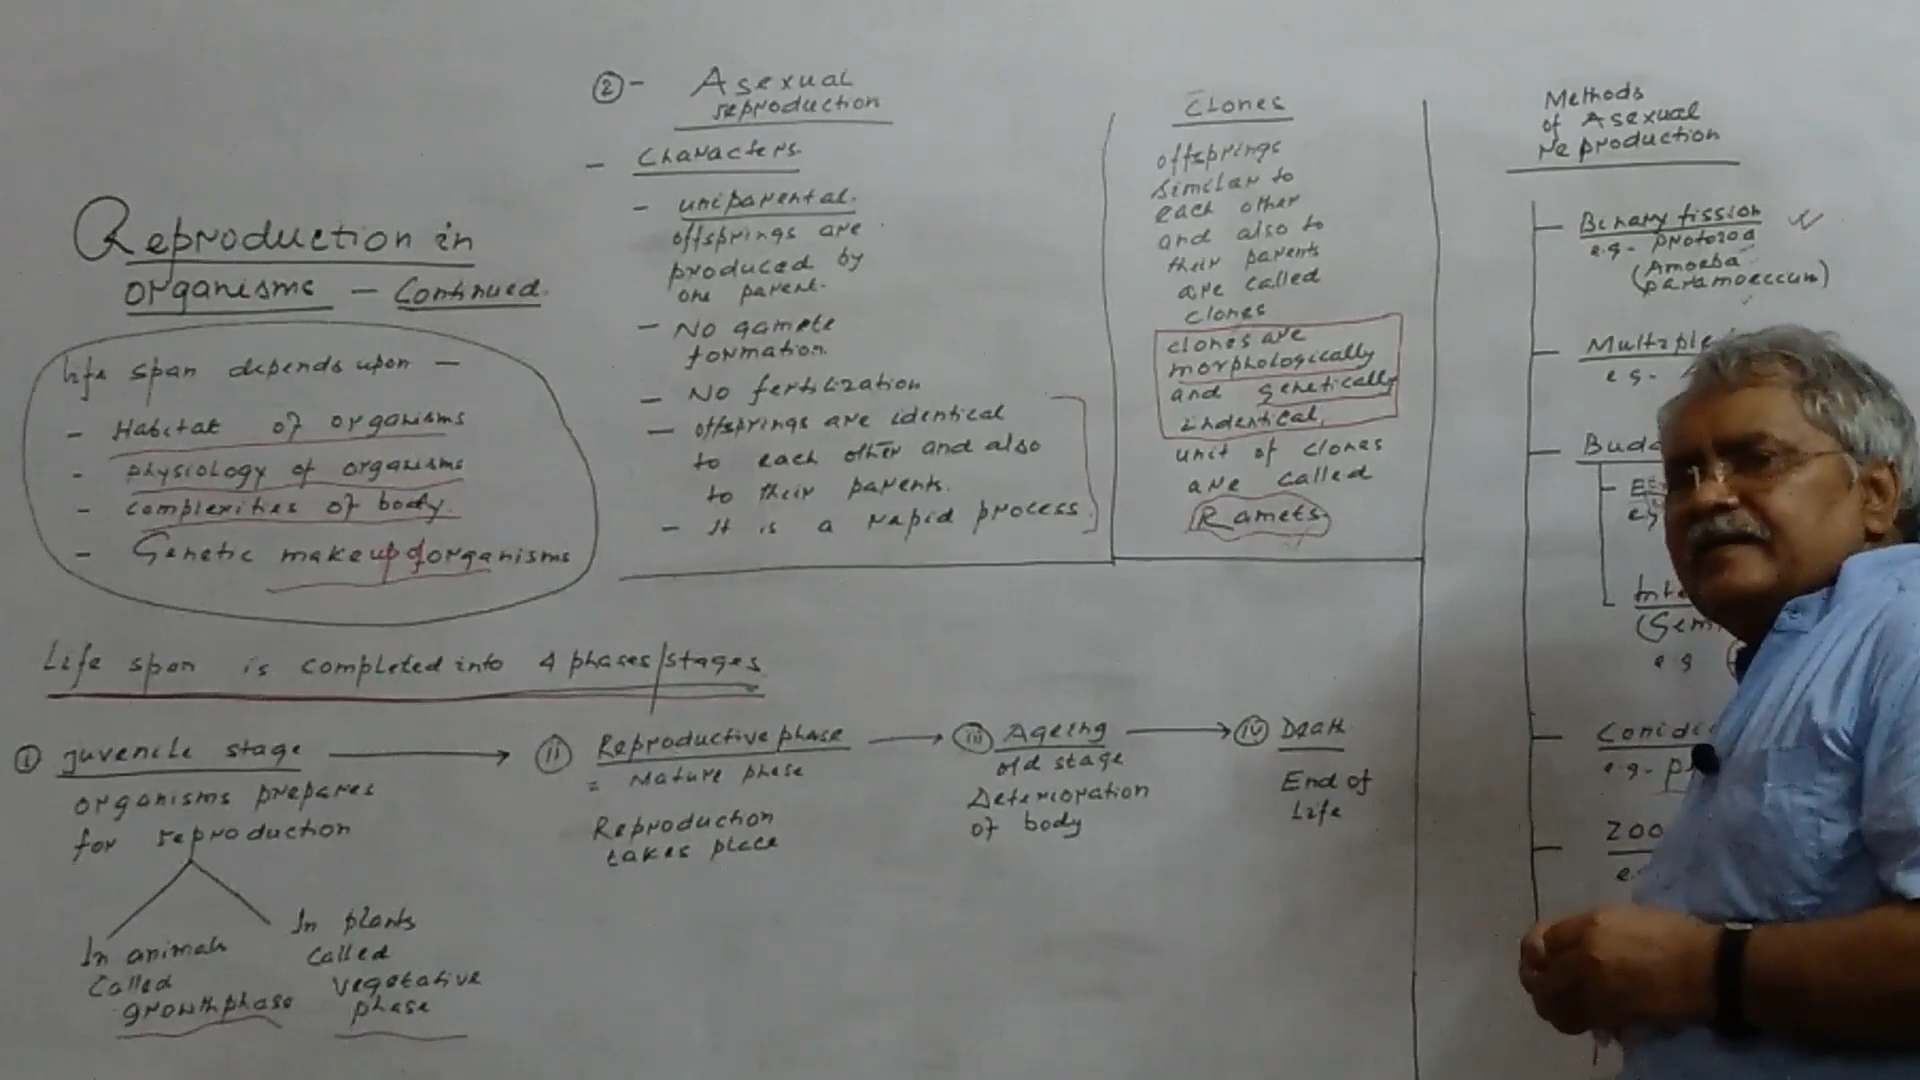 Reproduction in
organisms – Continued.
life span depends upon –
- Habitat of organisms
- physiology of organisms
- complexities of body.
- Genetic makeup of organisms
Life span is completed into 4 phases/stages
i juvenile stage
organisms prepares
for reproduction
In animals
called
growth phase
In plants
called
vegetative
phase
ii Reproductive phase
= Mature phase
Reproduction
takes place
iii Ageing
old stage
Deterioration
of body
iv Death
End of
Life
2 - Asexual
reproduction
- Characters.
- uniparental.
offsprings are
produced by
one parent.
- No gamete
formation.
- No fertilization
- offsprings are identical
to each other and also
to their parents.
- It is a rapid process
Clones
offsprings
similar to
each other
and also to
their parents
are called
clones
clones are
morphologically
and genetically
indentical,
unit of clones
are called
Ramets
Methods
of Asexual
reproduction
Binary fission
e.g- protozoa
(Amoeba
paramoeccum)
Multiple
e.g.
e.g
e.g-
e.